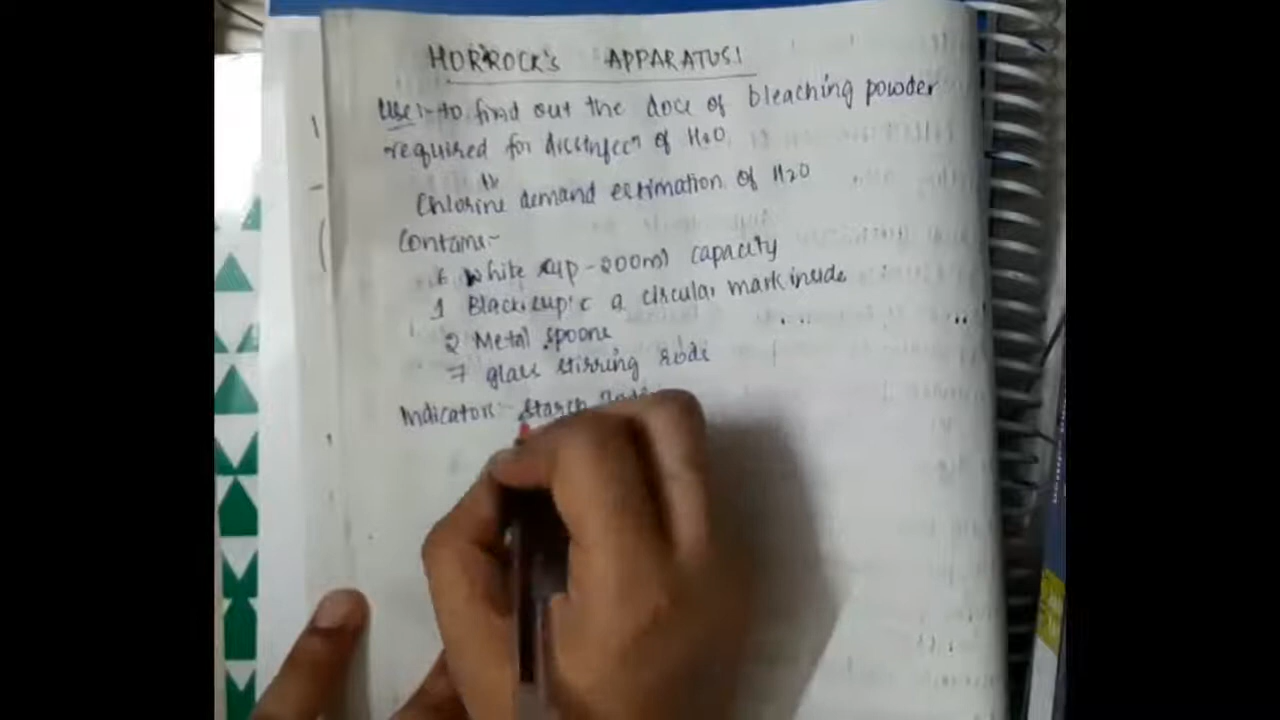 HORROCK'S APPARATUS:
Use:- to find out the dose of bleaching powder
required for disinfecn of H2O
Chlorine demand estimation of H2O
Contains:-
6 White cup - 200ml capacity
1 Black cup c a circular mark inside
2 Metal spoons
7 glass stirring rods
Indicators:- Starch